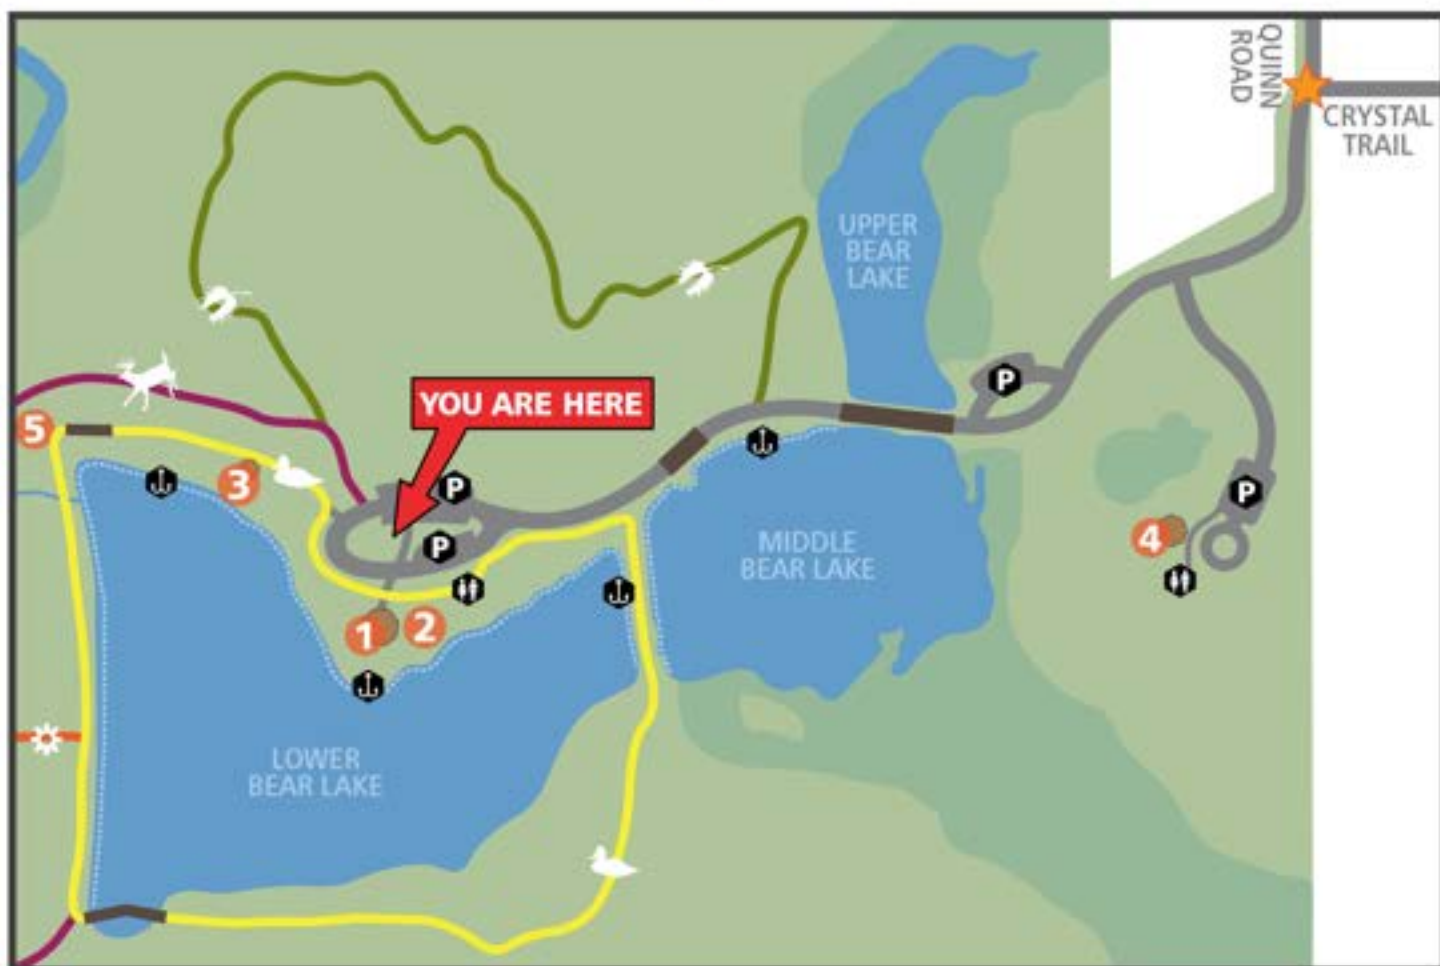 QUINN
ROAD
CRYSTAL
TRAIL
UPPER
BEAR
LAKE
P
YOU ARE HERE
5
3
P
P
P
MIDDLE
BEAR LAKE
4
1
2
LOWER
BEAR LAKE